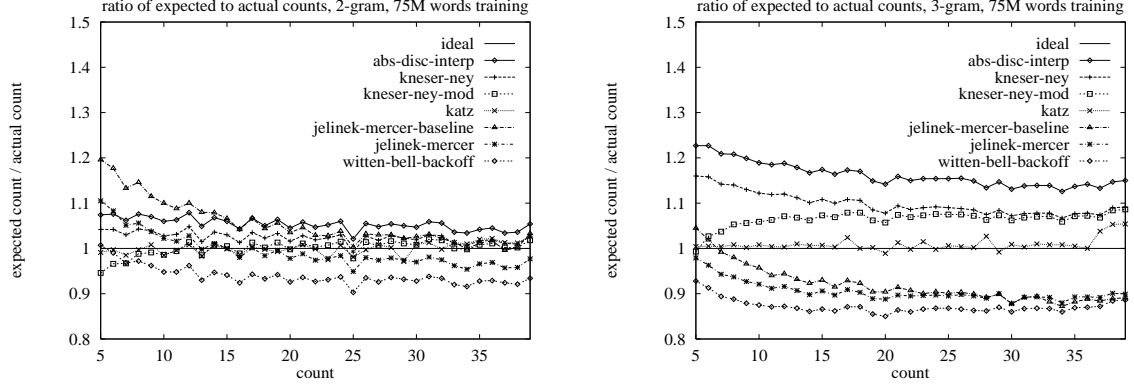 ratio of expected to actual counts, 2-gram, 75M words training
1.5
1.4
1.3
1.2
1.1
1
0.9
0.8
expected count / actual count
ideal
abs-disc-interp
kneser-ney
kneser-ney-mod
katz
jelinek-mercer-baseline
jelinek-mercer
witten-bell-backoff
5 10 15 20 25 30 35
count
ratio of expected to actual counts, 3-gram, 75M words training
1.5
1.4
1.3
1.2
1.1
1
0.9
0.8
expected count / actual count
ideal
abs-disc-interp
kneser-ney
kneser-ney-mod
katz
jelinek-mercer-baseline
jelinek-mercer
witten-bell-backoff
5 10 15 20 25 30 35
count